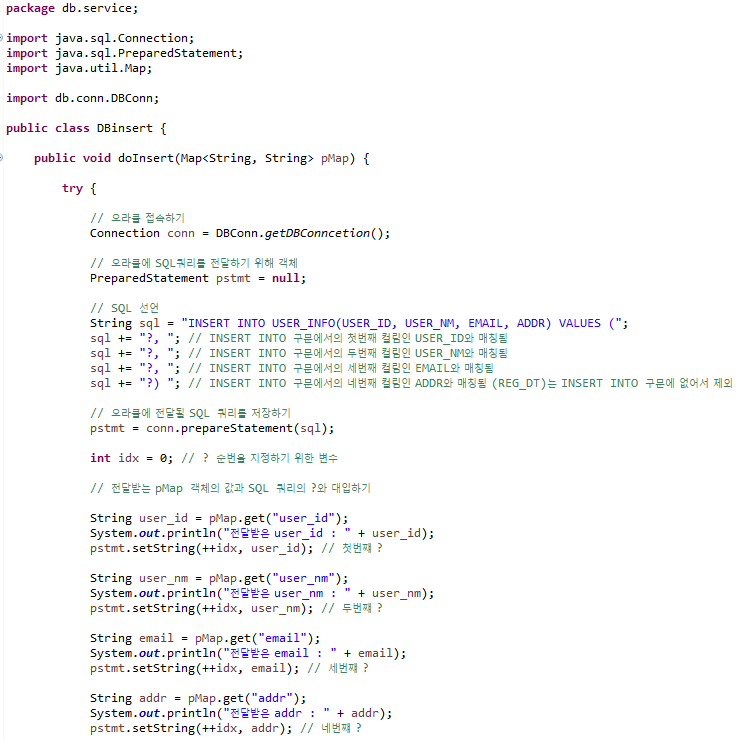 package db.service;
import java.sql.Connection;
import java.sql.PreparedStatement;
import java.util.Map;
import db.conn.DBConn;
public class DBinsert {
public void doInsert(Map<String, String> pMap) {
try {
// 오라클 접속하기
Connection conn = DBConn.getDBConncetion();
// 오라클에 SQL쿼리를 전달하기 위해 객체
PreparedStatement pstmt = null;
// SQL 선언
String sql = "INSERT INTO USER_INFO(USER_ID, USER_NM, EMAIL, ADDR) VALUES (";
sql += "?, "; // INSERT INTO 구문에서의 첫번째 컬럼인 USER_ID와 매칭됨
sql += "?, "; // INSERT INTO 구문에서의 두번째 컬럼인 USER_NM와 매칭됨
sql += "?, "; // INSERT INTO 구문에서의 세번째 컬럼인 EMAIL와 매칭됨
sql += "?) "; // INSERT INTO 구문에서의 네번째 컬럼인 ADDR와 매칭됨 (REG_DT)는 INSERT INTO 구문에 없어서 제외
// 오라클에 전달될 SQL 쿼리를 저장하기
pstmt = conn.prepareStatement(sql);
int idx = 0; // ? 순번을 지정하기 위한 변수
// 전달받는 pMap 객체의 값과 SQL 쿼리의 ?와 대입하기
String user_id = pMap.get("user_id");
System.out.println("전달받은 user_id : " + user_id);
pstmt.setString(++idx, user_id); // 첫번째 ?
String user_nm = pMap.get("user_nm");
System.out.println("전달받은 user_nm : " + user_nm);
pstmt.setString(++idx, user_nm); // 두번째 ?
String email = pMap.get("email");
System.out.println("전달받은 email : " + email);
pstmt.setString(++idx, email); // 세번째 ?
String addr = pMap.get("addr");
System.out.println("전달받은 addr : " + addr);
pstmt.setString(++idx, addr); // 네번째 ?